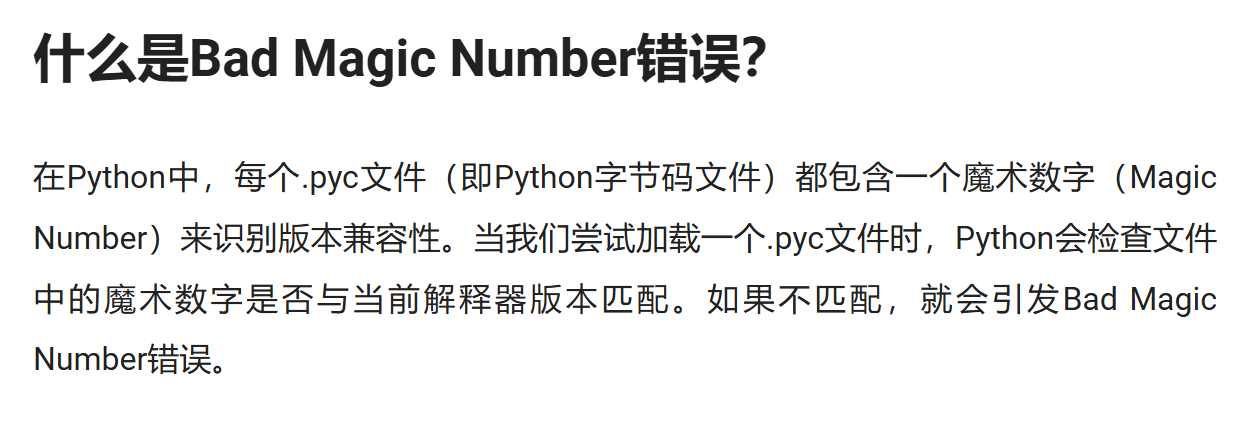 什么是Bad Magic Number错误？
在Python中，每个.pyc文件（即Python字节码文件）都包含一个魔术数字（Magic
Number）来识别版本兼容性。当我们尝试加载一个.pyc文件时，Python会检查文件
中的魔术数字是否与当前解释器版本匹配。如果不匹配，就会引发Bad Magic
Number错误。